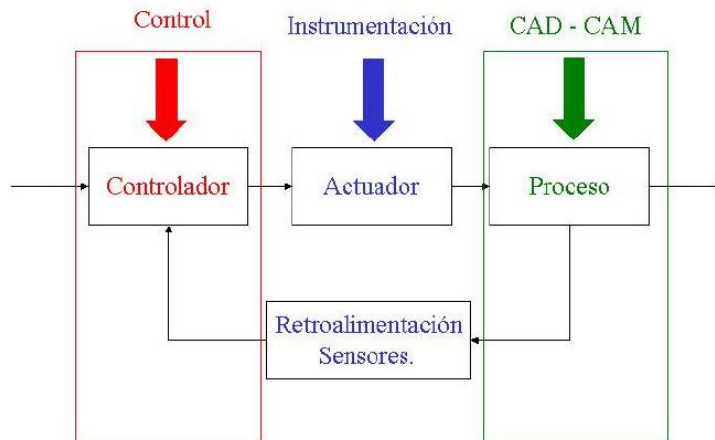 Control
Instrumentación
CAD - CAM
Controlador
Actuador
Proceso
Retroalimentación
Sensores.